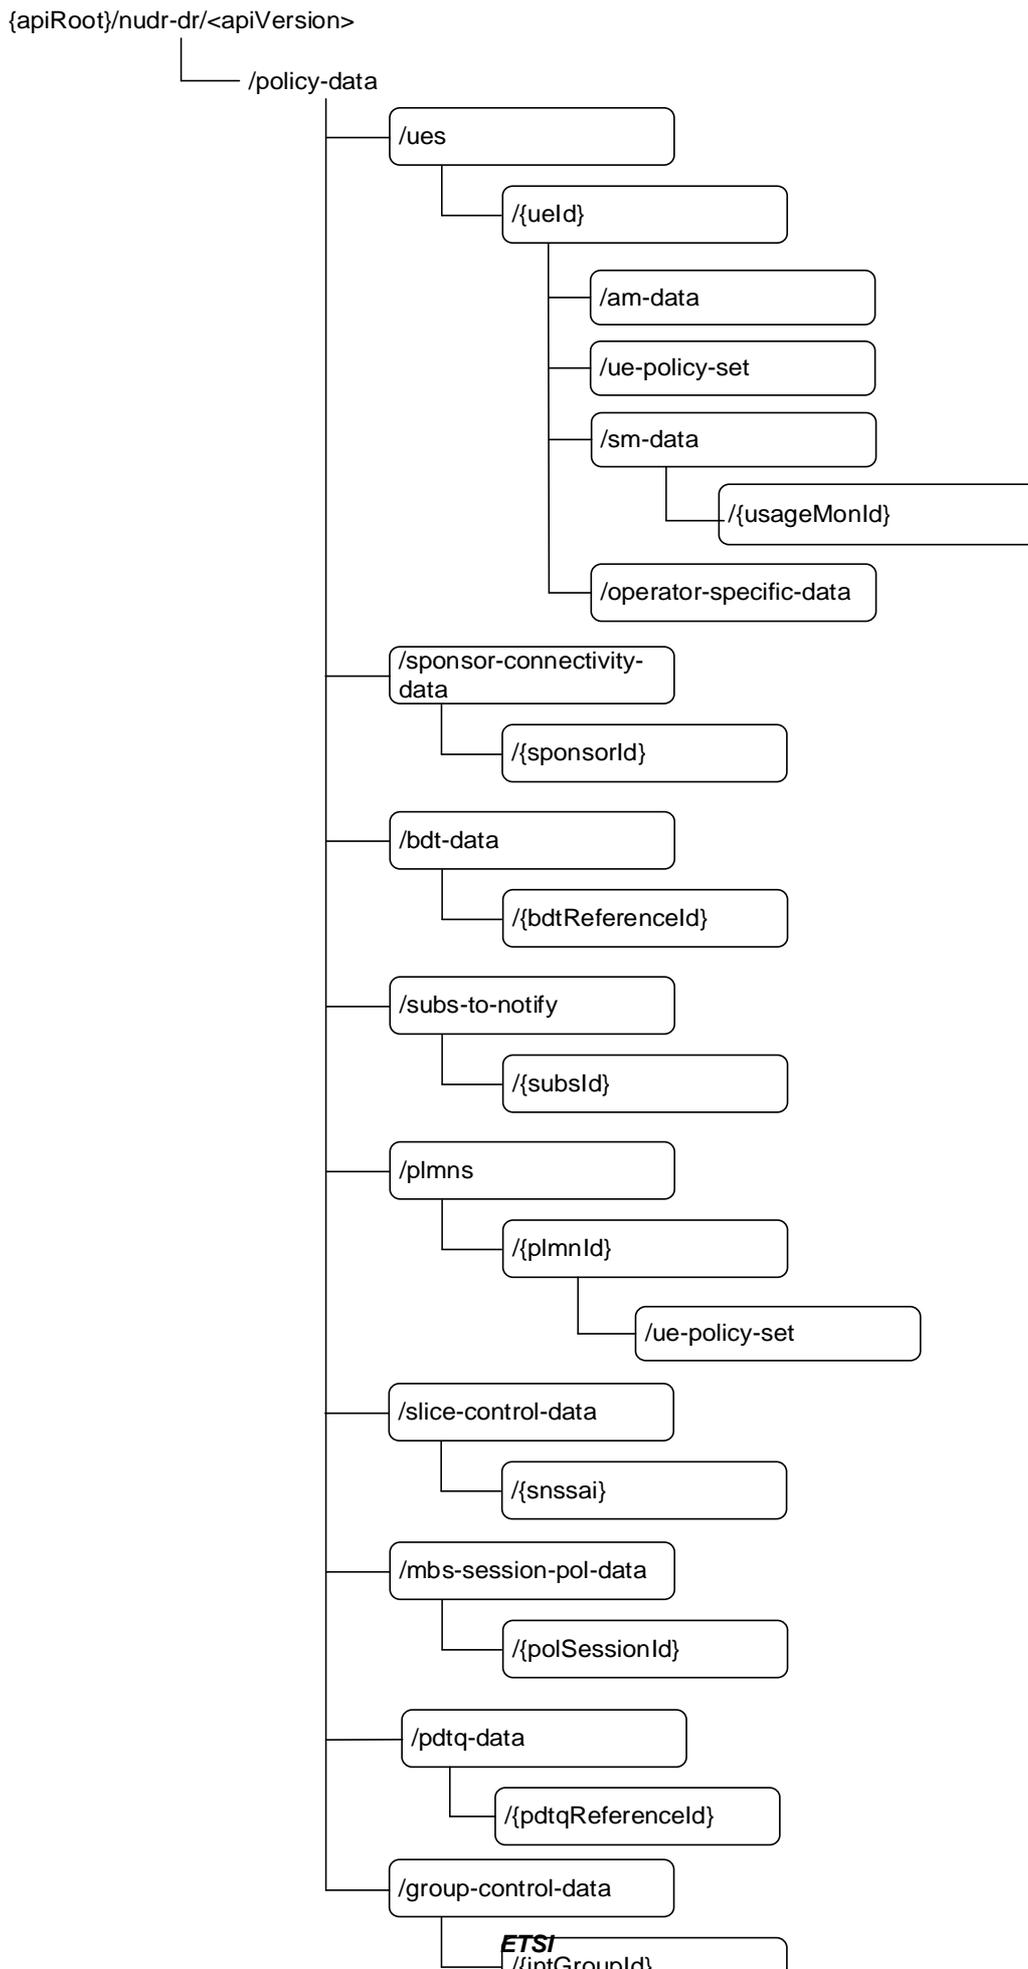 {apiRoot}/nudr-dr/<apiVersion>
/policy-data
/ues
/{ueId}
/am-data
/ue-policy-set
/sm-data
/{usageMonId}
/operator-specific-data
/sponsor-connectivity-
data
/{sponsorId}
/bdt-data
/{bdtReferenceId}
/subs-to-notify
/{subsId}
/plmns
/{plmnId}
/ue-policy-set
/slice-control-data
/{snssai}
/mbs-session-pol-data
/{polSessionId}
/pdtq-data
/{pdtqReferenceId}
/group-control-data
ETSI
/{intGroupId}